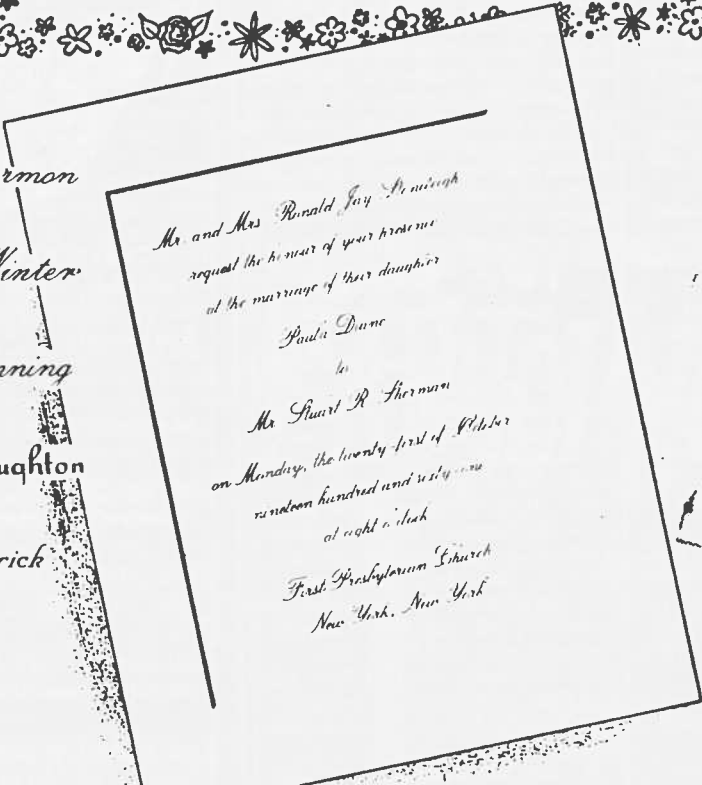 rmon
Winter
nning
ughton
rick
Mr. and Mrs. Ronald Jay
request the honour of your presence
at the marriage of their daughter
Paula Diane
to
Mr. Stuart R. Sherman
on Monday, the twenty-first of October
nineteen hundred and sixty-
at eight o'clock
First Presbyterian Church
New York, New York